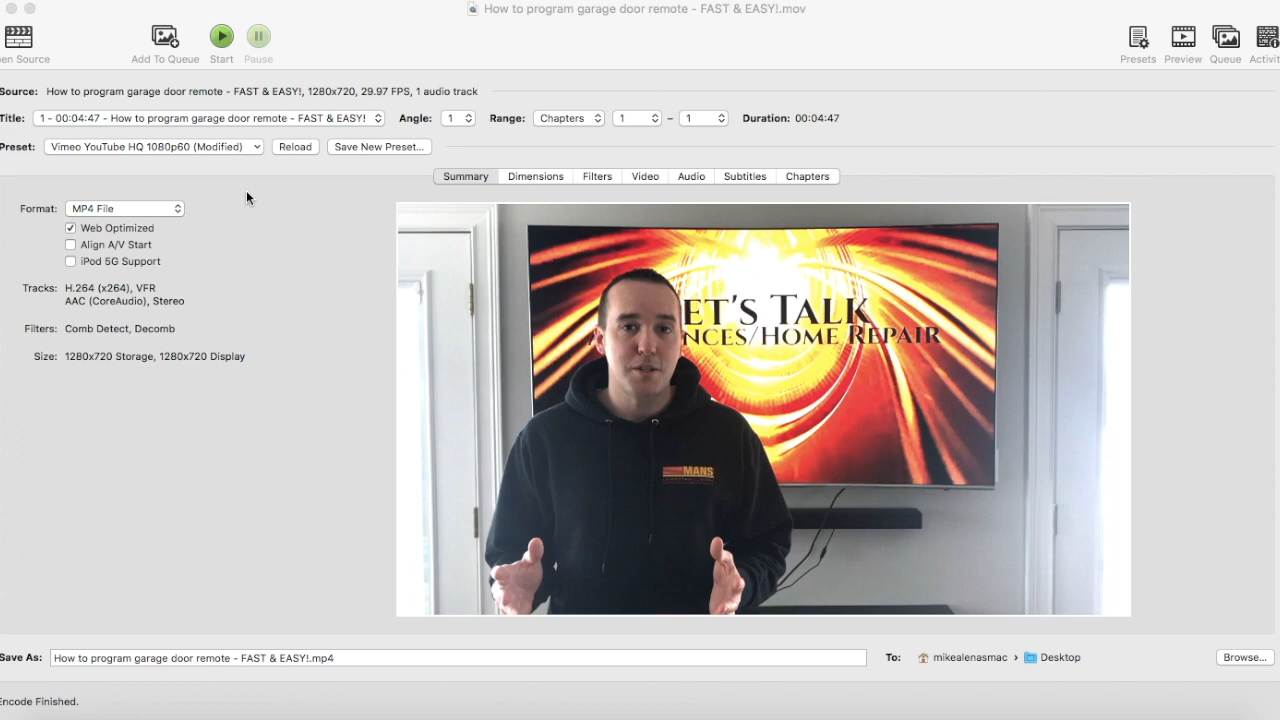 How to program garage door remote - FAST & EASY!.mov
en Source
Add To Queue
Start
Pause
Presets
Preview
Queue
Activit
Source: How to program garage door remote - FAST & EASY!, 1280x720, 29.97 FPS, 1 audio track
Title: 1 - 00:04:47 - How to program garage door remote - FAST & EASY! Angle: 1 Range: Chapters 1 – 1 Duration: 00:04:47
Preset: Vimeo YouTube HQ 1080p60 (Modified) Reload Save New Preset...
Summary Dimensions Filters Video Audio Subtitles Chapters
Format: MP4 File
Web Optimized
Align A/V Start
iPod 5G Support
Tracks: H.264 (x264), VFR
AAC (CoreAudio), Stereo
Filters: Comb Detect, Decomb
Size: 1280x720 Storage, 1280x720 Display
ET'S TALK
NCES/HOME REPAIR
MANS
Save As: How to program garage door remote - FAST & EASY!.mp4 To: mikealenasmac › Desktop Browse...
Encode Finished.